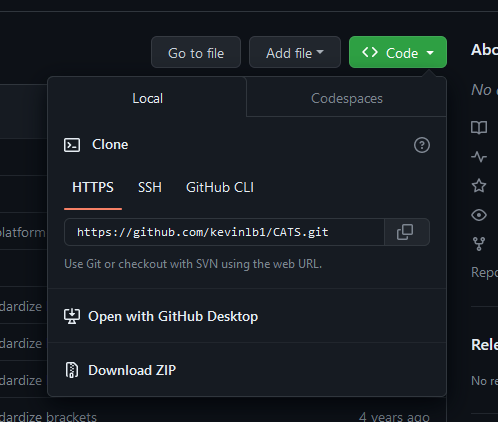 Go to file
Add file
<> Code
Abo
Local
Codespaces
No
Clone
HTTPS
SSH
GitHub CLI
https://github.com/kevinlb1/CATS.git
Use Git or checkout with SVN using the web URL.
platform
Repo
dardize
Open with GitHub Desktop
dardize
Rele
Download ZIP
dardize
No re
dardize brackets
4 years ago